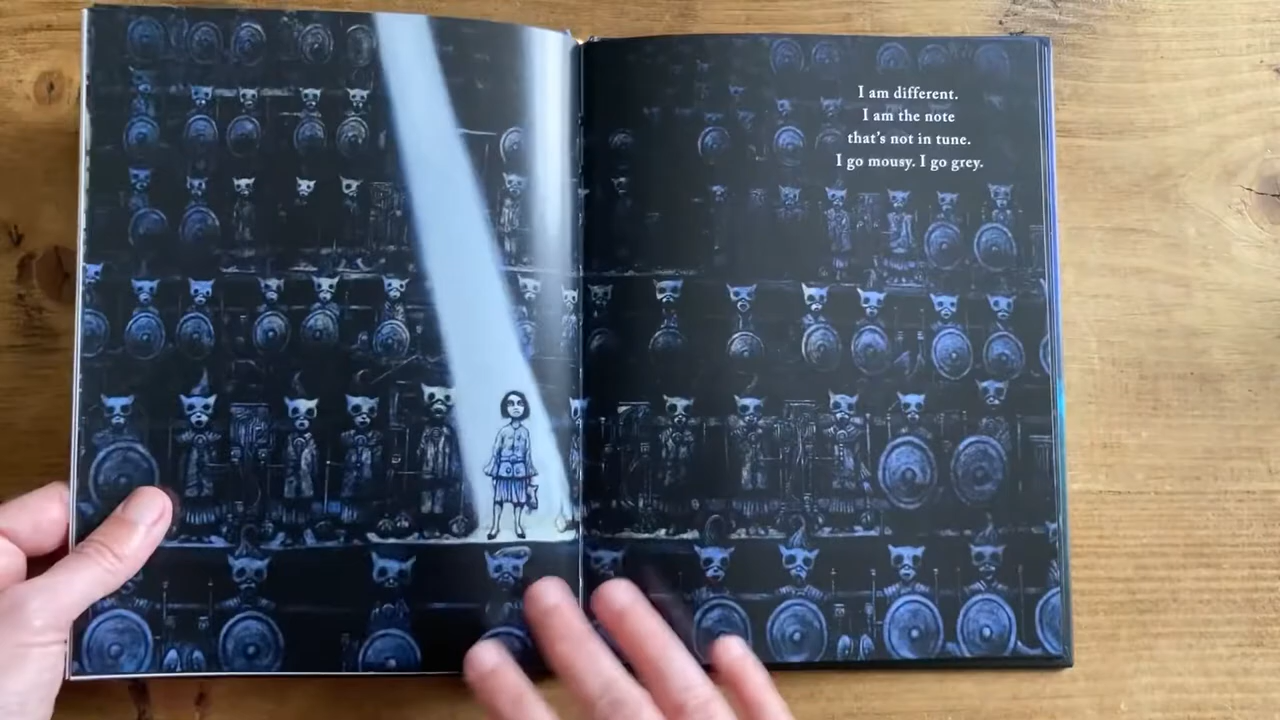 I am different.
I am the note
that's not in tune.
I go mousy. I go grey.